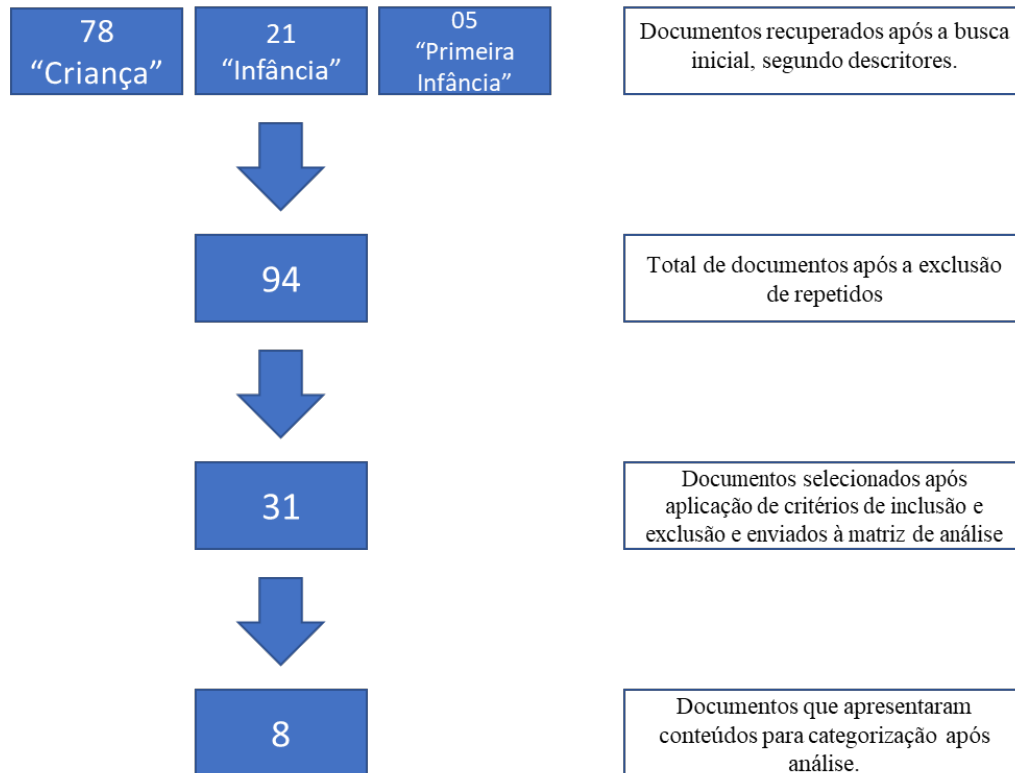 78
“Criança”
21
“Infância”
05
“Primeira
Infância”
Documentos recuperados após a busca
inicial, segundo descritores.
94
Total de documentos após a exclusão
de repetidos
31
Documentos selecionados após
aplicação de critérios de inclusão e
exclusão e enviados à matriz de análise
8
Documentos que apresentaram
conteúdos para categorização após
análise.